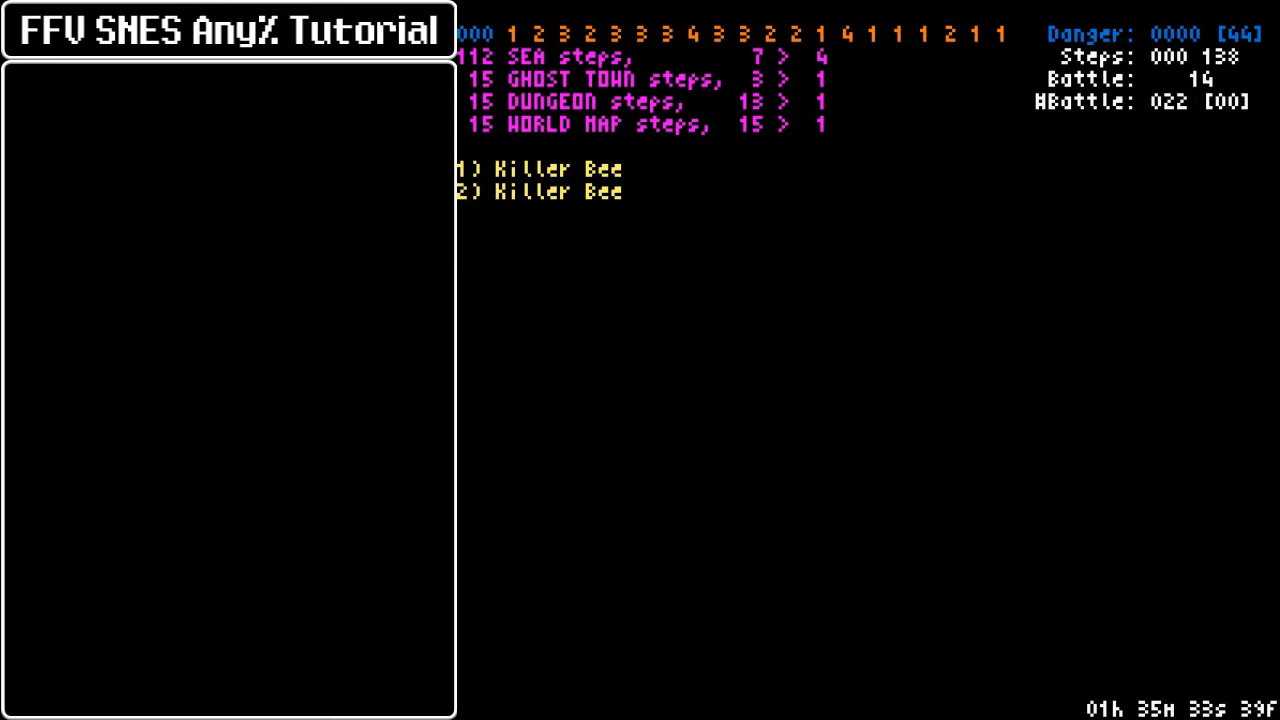 FFV SNES Any% Tutorial
000 1 2 3 2 3 3 3 4 3 3 2 2 1 4 1 1 1 2 1 1 Danger: 0000 [44]
112 SEA steps, 7 > 4 Steps: 000 138
15 GHOST TOWN steps, 3 > 1 Battle: 14
15 DUNGEON steps, 13 > 1 #Battle: 022 [00]
15 WORLD MAP steps, 15 > 1
1) Killer Bee
2) Killer Bee
01h 35m 33s 39f